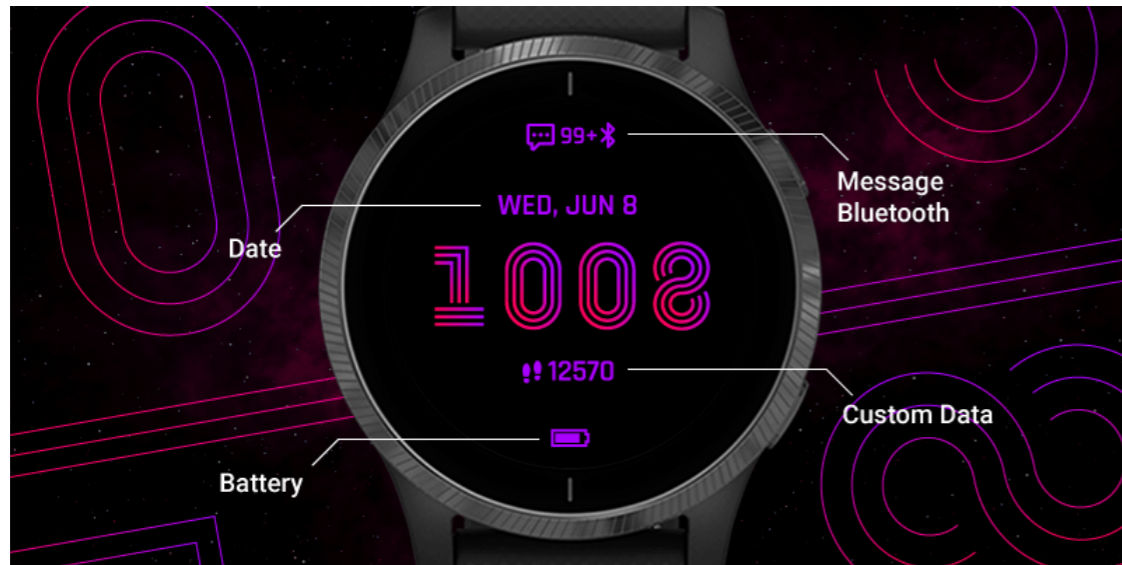 99+
Message
Bluetooth
WED, JUN 8
Date
1008
12570
Custom Data
Battery